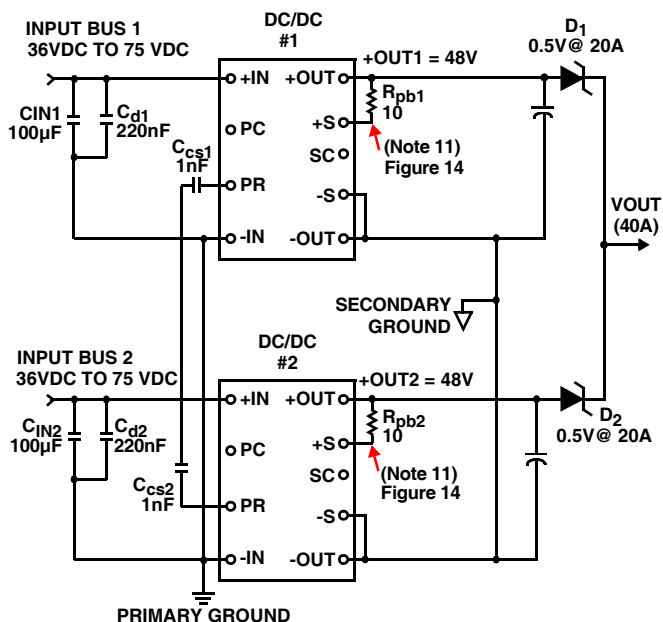 INPUT BUS 1
36VDC TO 75 VDC
CIN1
100µF
Cd1
220nF
Ccs1
1nF
DC/DC
#1
+IN
PC
PR
-IN
+OUT
+S
SC
-S
-OUT
+OUT1 = 48V
Rpb1
10
(Note 11)
Figure 14
D1
0.5V@ 20A
VOUT
(40A)
SECONDARY
GROUND
INPUT BUS 2
36VDC TO 75 VDC
CIN2
100µF
Cd2
220nF
Ccs2
1nF
DC/DC
#2
+IN
PC
PR
-IN
+OUT
+S
SC
-S
-OUT
+OUT2 = 48V
Rpb2
10
(Note 11)
Figure 14
D2
0.5V@ 20A
PRIMARY GROUND